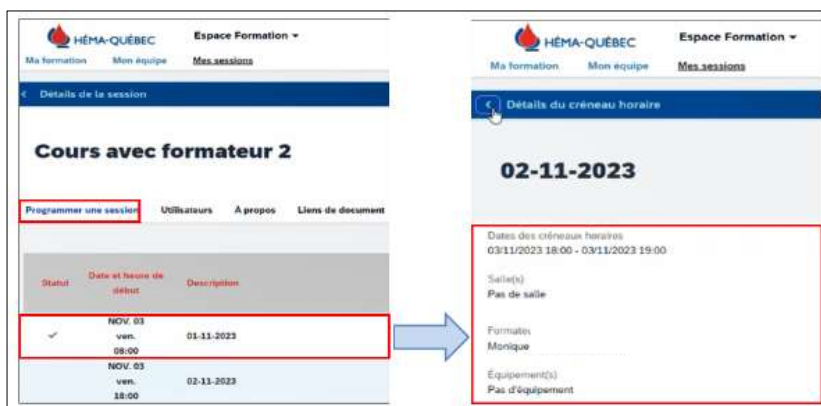 HÉMA-QUÉBEC
Espace Formation
Ma formation Mon équipe Mes sessions
Détails de la session
Cours avec formateur 2
Programmer une session Utilisateurs À propos Liens de document
Statut Date et heure de début Description
NOV. 03
ven.
08:00
01-11-2023
NOV. 03
ven.
18:00
02-11-2023
HÉMA-QUÉBEC
Espace Formation
Ma formation Mon équipe Mes sessions
Détails du créneau horaire
02-11-2023
Dates des créneaux horaires
03/11/2023 18:00 - 03/11/2023 19:00
Salle(s)
Pas de salle
Formateu
Monique
Équipement(s)
Pas d'équipement